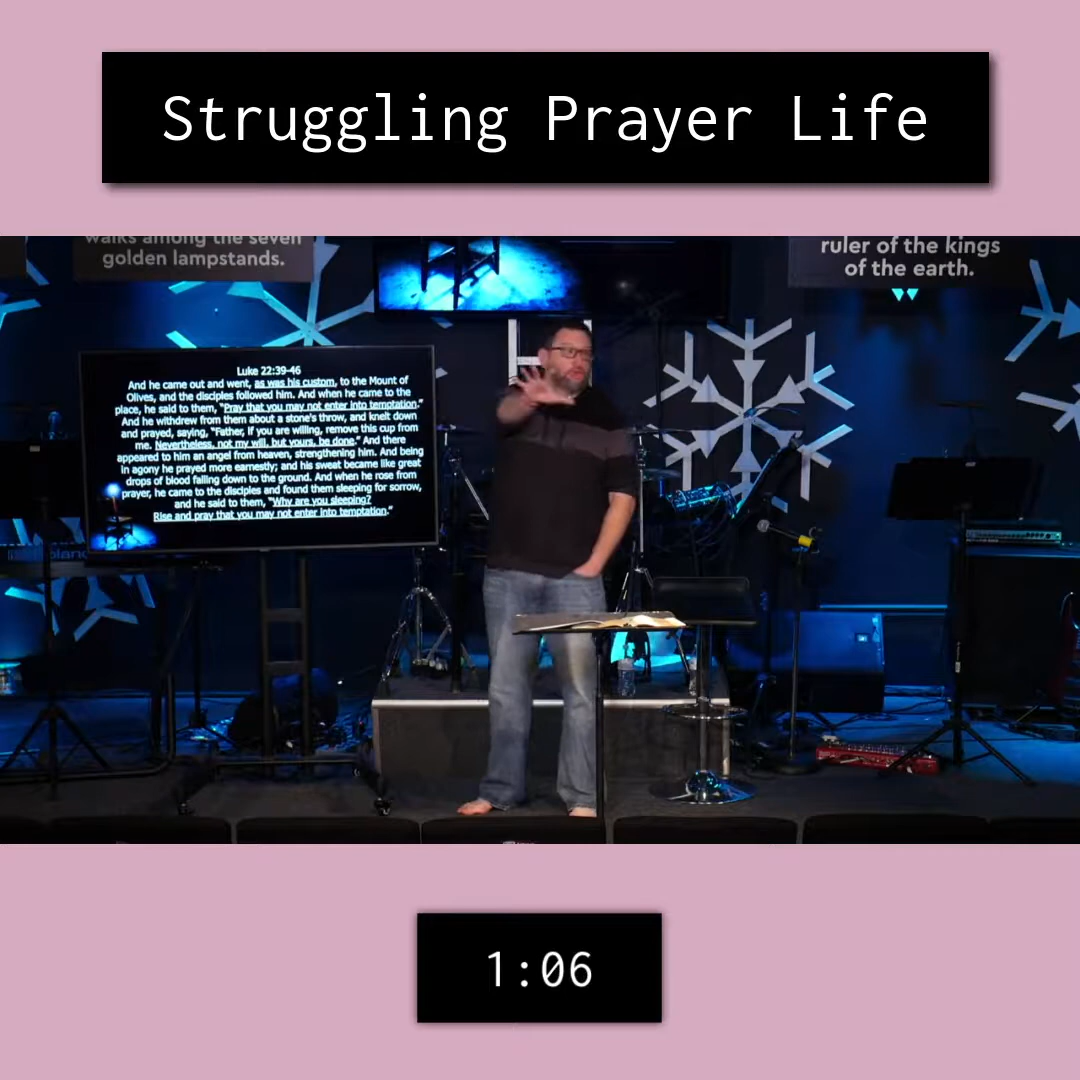 Struggling Prayer Life
walks among the seven
golden lampstands.
ruler of the kings
of the earth.
Luke 22:39-46
And he came out and went, as was his custom, to the Mount of
Olives, and the disciples followed him. And when he came to the
place, he said to them, “Pray that you may not enter into temptation.”
And he withdrew from them about a stone's throw, and knelt down
and prayed, saying, “Father, if you are willing, remove this cup from
me. Nevertheless, not my will, but yours, be done.” And there
appeared to him an angel from heaven, strengthening him. And being
in agony he prayed more earnestly; and his sweat became like great
drops of blood falling down to the ground. And when he rose from
prayer, he came to the disciples and found them sleeping for sorrow,
and he said to them, “Why are you sleeping?
Rise and pray that you may not enter into temptation.”
Roland
1:06